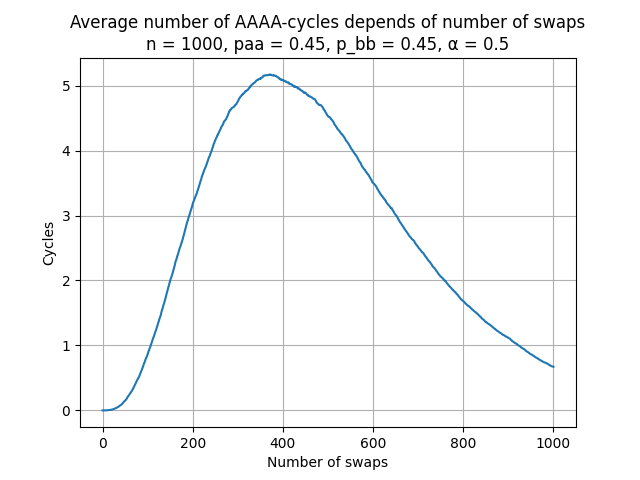 Average number of AAAA-cycles depends of number of swaps
n = 1000, paa = 0.45, p_bb = 0.45, α = 0.5
5
4
3
2
1
0
Cycles
0 200 400 600 800 1000
Number of swaps